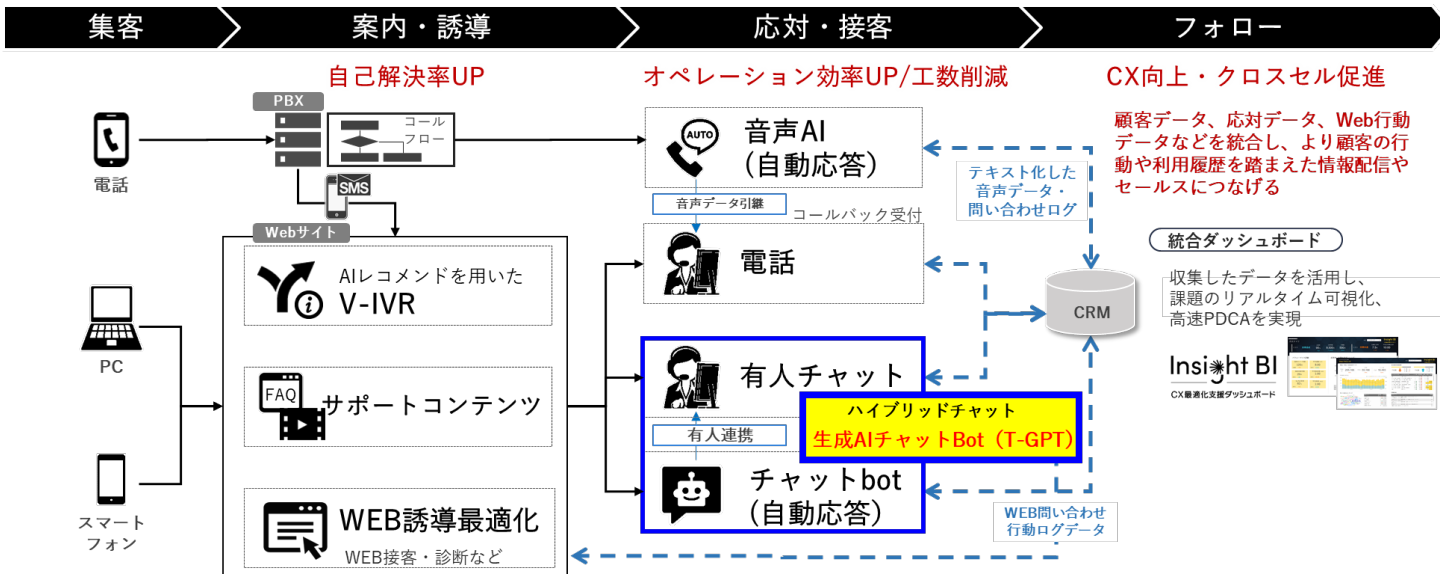 集客
案内・誘導
応対・接客
フォロー
自己解決率UP
オペレーション効率UP/工数削減
CX向上・クロスセル促進
PBX
コール
フロー
電話
SMS
AUTO
音声AI
(自動応答)
音声データ引継
コールバック受付
電話
テキスト化した
音声データ・
問い合わせログ
顧客データ、応対データ、Web行動
データなどを統合し、より顧客の行
動や利用履歴を踏まえた情報配信や
セールスにつなげる
Webサイト
AIレコメンドを用いた
V-IVR
PC
FAQ
サポートコンテンツ
スマート
フォン
WEB誘導最適化
WEB接客・診断など
有人チャット
有人連携
ハイブリッドチャット
生成AIチャットBot（T-GPT）
チャットbot
(自動応答)
WEB問い合わせ
行動ログデータ
CRM
統合ダッシュボード
収集したデータを活用し、
課題のリアルタイム可視化、
高速PDCAを実現
Insight BI
CX最適化支援ダッシュボード